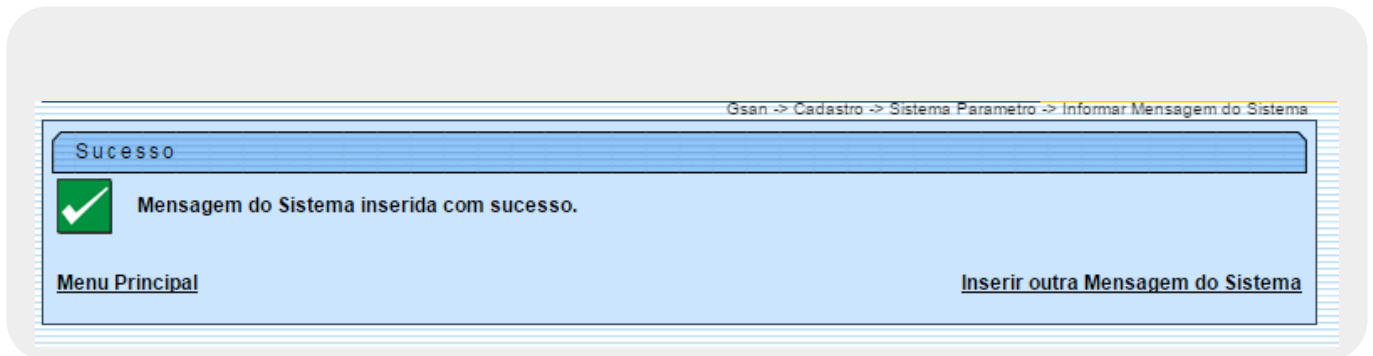 Gsan -> Cadastro -> Sistema Parametro -> Informar Mensagem do Sistema
Sucesso
Mensagem do Sistema inserida com sucesso.
Menu Principal
Inserir outra Mensagem do Sistema